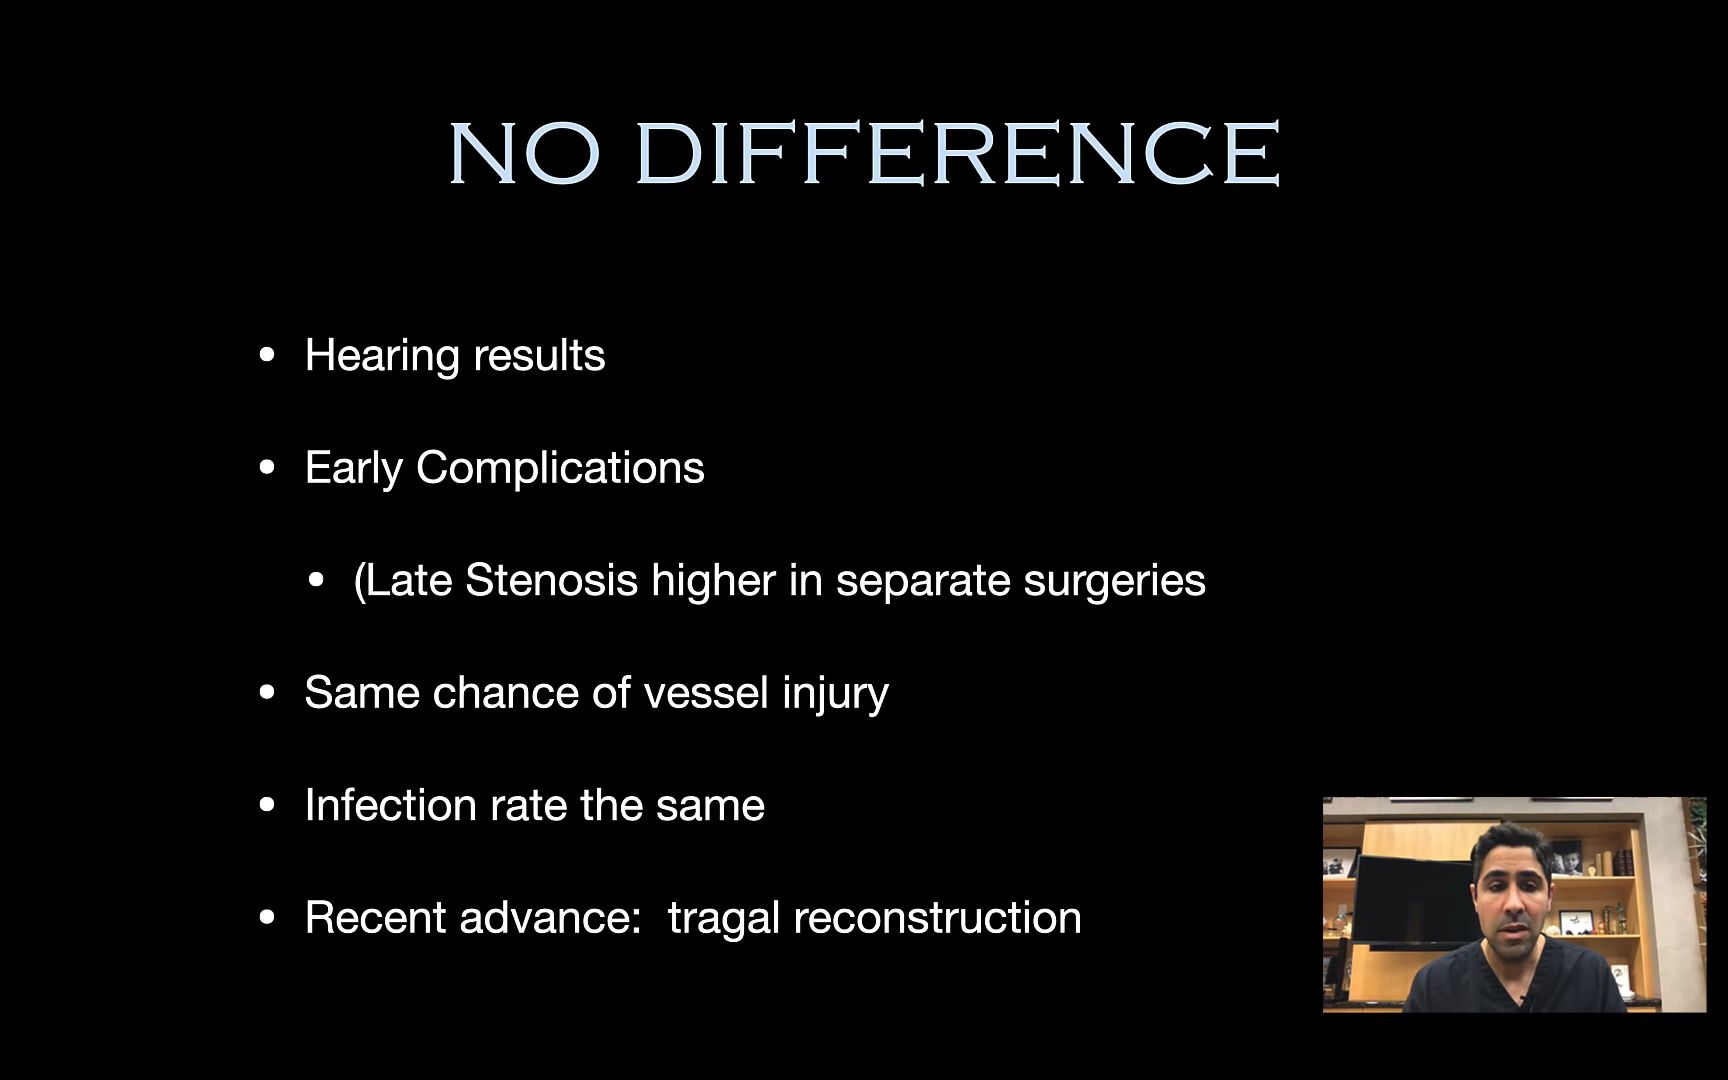 NO DIFFERENCE
• Hearing results
• Early Complications
• (Late Stenosis higher in separate surgeries
• Same chance of vessel injury
• Infection rate the same
• Recent advance:  tragal reconstruction